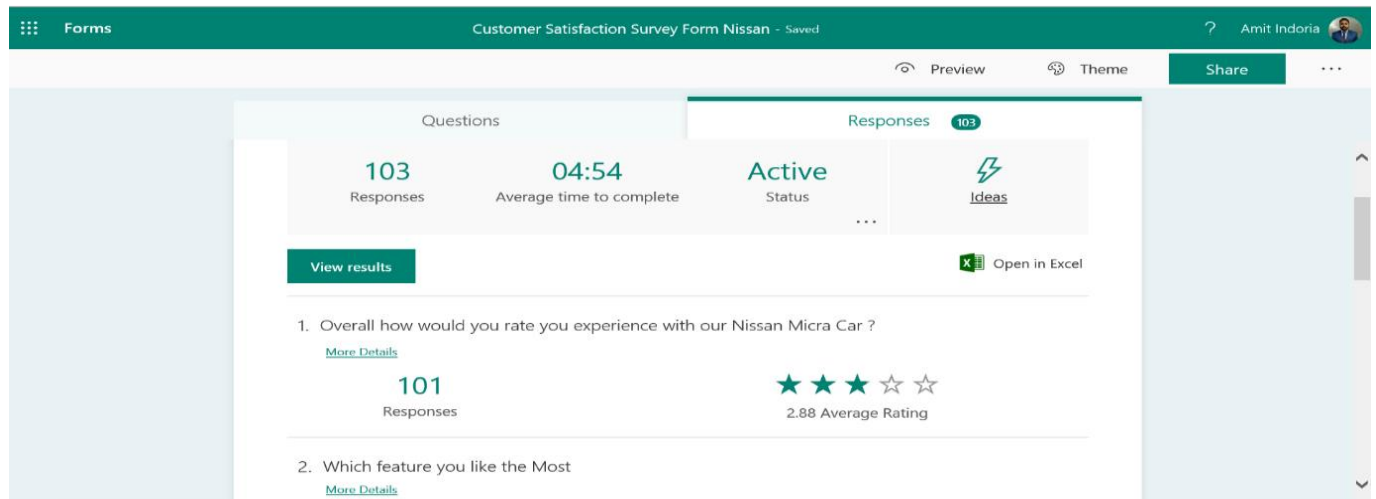 Forms Customer Satisfaction Survey Form Nissan - Saved ? Amit Indoria
Preview Theme Share ...
Questions Responses 103
103 04:54 Active
Responses Average time to complete Status Ideas
...
View results Open in Excel
1. Overall how would you rate you experience with our Nissan Micra Car ?
More Details
101
Responses 2.88 Average Rating
2. Which feature you like the Most
More Details